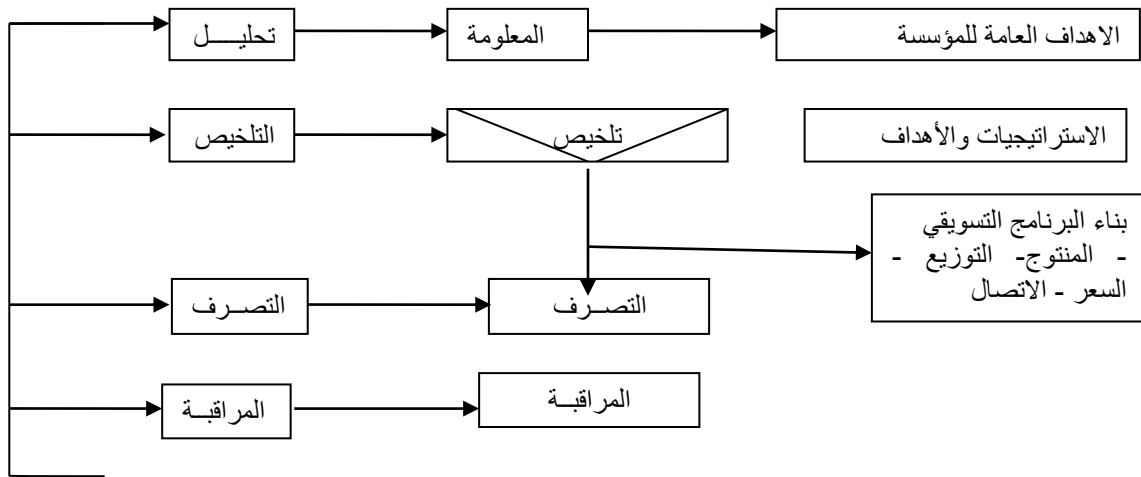 تحليــــل
المعلومة
الاهداف العامة للمؤسسة
التلخيص
تلخيص
الاستراتيجيات والأهداف
بناء البرنامج التسويقي
- المنتوج- التوزيع -
السعر - الاتصال
التصــرف
التصــرف
المراقبــة
المراقبــة